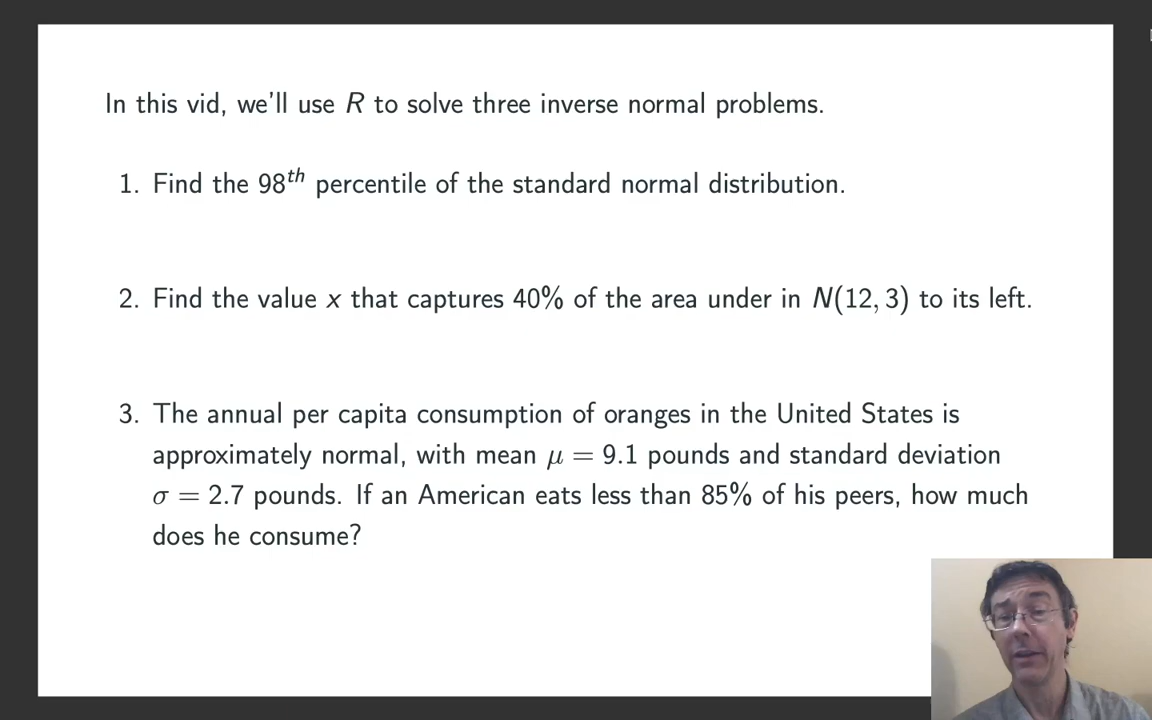 In this vid, we'll use R to solve three inverse normal problems.
1. Find the 98th percentile of the standard normal distribution.
2. Find the value x that captures 40% of the area under in N(12, 3) to its left.
3. The annual per capita consumption of oranges in the United States is
approximately normal, with mean μ = 9.1 pounds and standard deviation
σ = 2.7 pounds. If an American eats less than 85% of his peers, how much
does he consume?